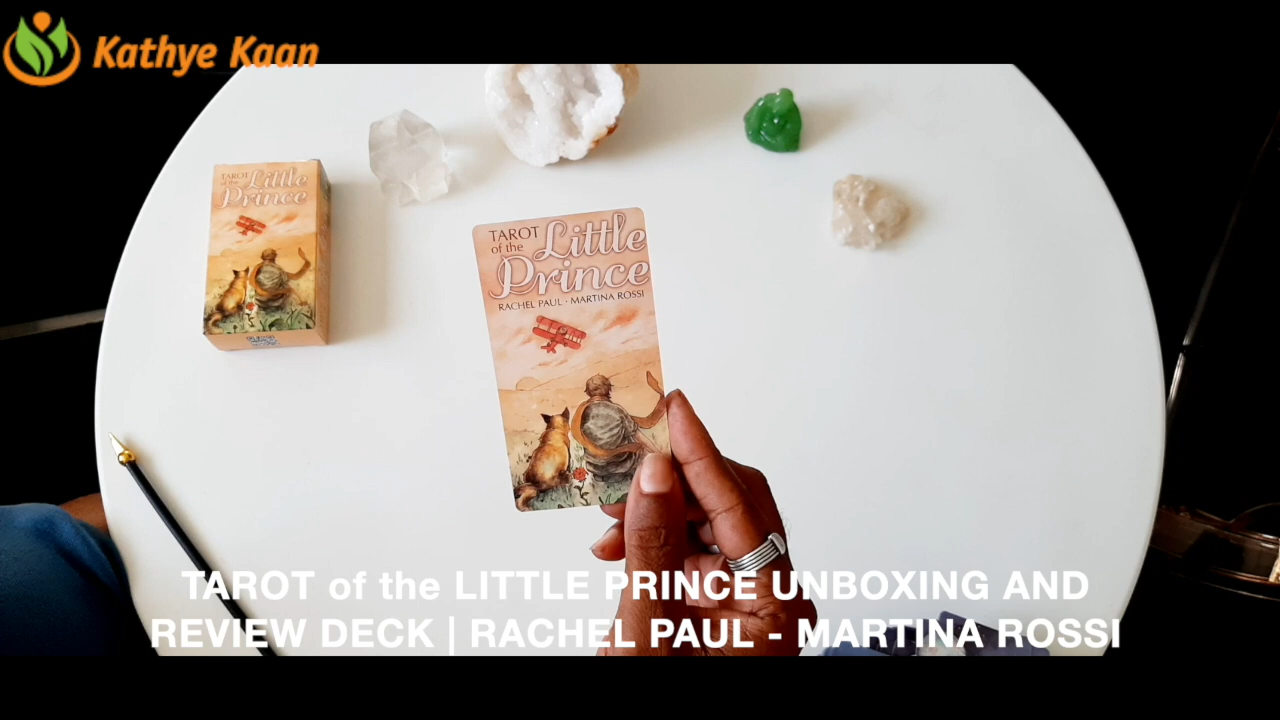 Kathye Kaan
TAROT
of the Little
Prince
TAROT
of the Little
Prince
RACHEL PAUL · MARTINA ROSSI
TAROT of the LITTLE PRINCE UNBOXING AND
REVIEW DECK | RACHEL PAUL - MARTINA ROSSI